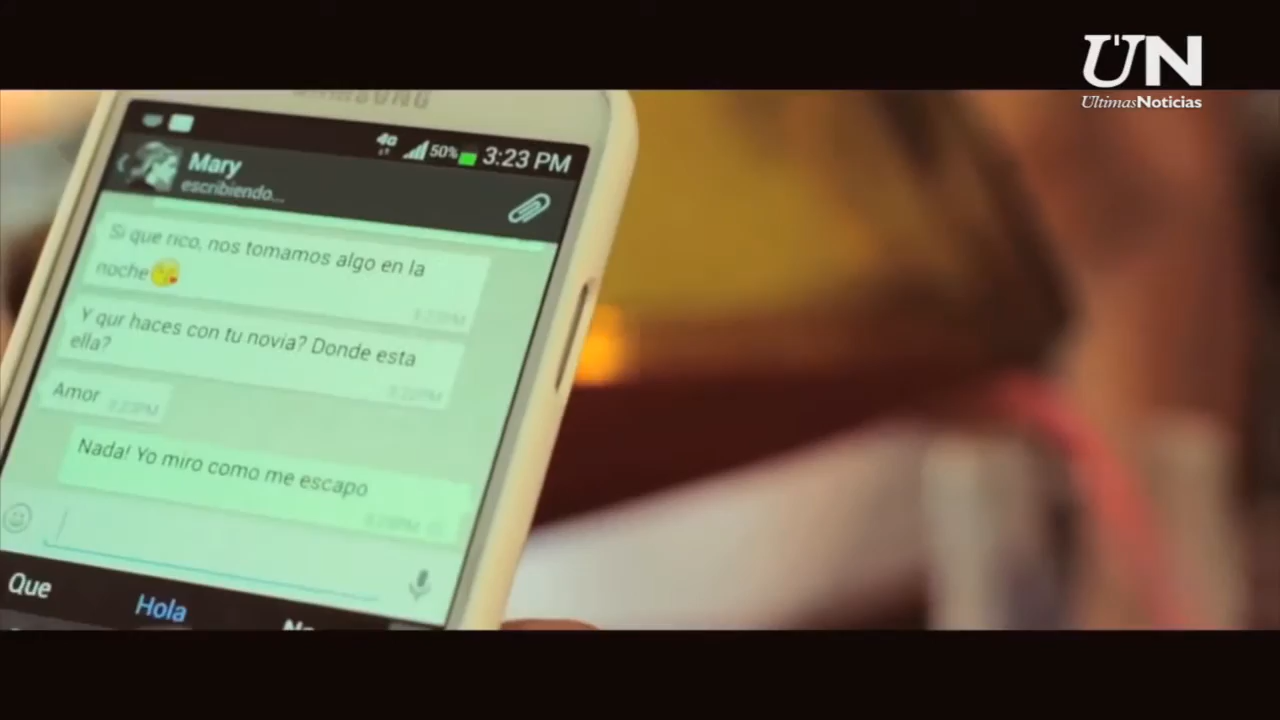 ÚN
ÚltimasNoticias
SAMSUNG
4G 50% 3:23 PM
Mary
escribiendo...
Si que rico, nos tomamos algo en la
noche😘
Y qur haces con tu novia? Donde esta
ella?
Amor
Nada! Yo miro como me escapo
Que Hola